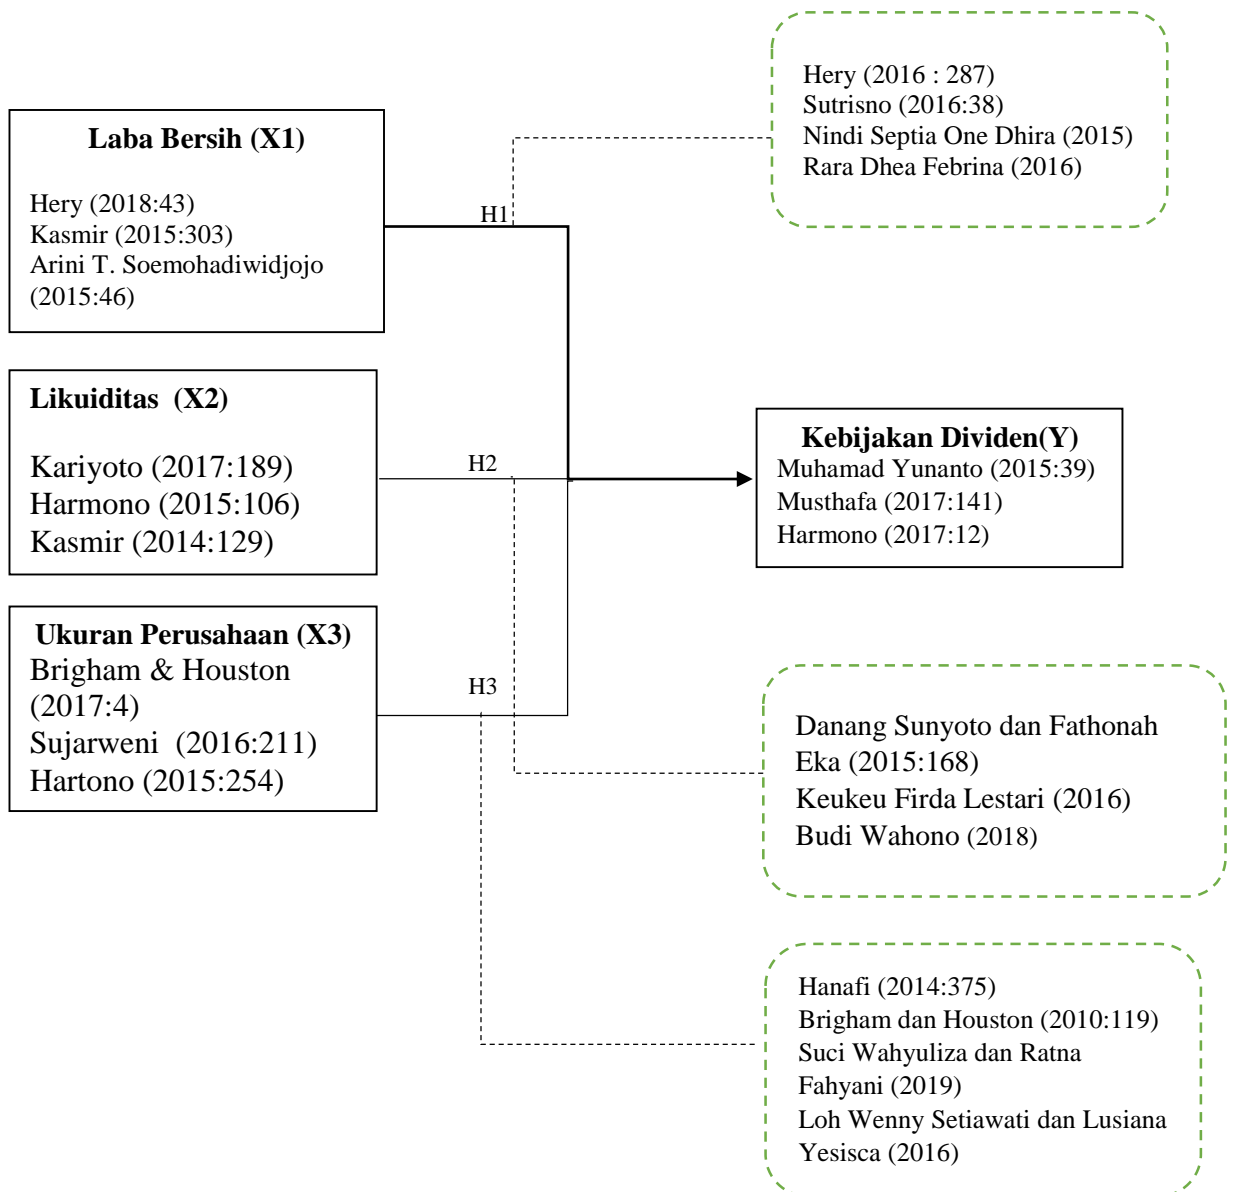 Hery (2016 : 287)
Sutrisno (2016:38)
Nindi Septia One Dhira (2015)
Rara Dhea Febrina (2016)
Laba Bersih (X1)
Hery (2018:43)
Kasmir (2015:303)
Arini T. Soemohadiwidjojo
(2015:46)
H1
Likuiditas (X2)
Kariyoto (2017:189)
Harmono (2015:106)
Kasmir (2014:129)
H2
Kebijakan Dividen(Y)
Muhamad Yunanto (2015:39)
Musthafa (2017:141)
Harmono (2017:12)
Ukuran Perusahaan (X3)
Brigham & Houston
(2017:4)
Sujarweni (2016:211)
Hartono (2015:254)
H3
Danang Sunyoto dan Fathonah
Eka (2015:168)
Keukeu Firda Lestari (2016)
Budi Wahono (2018)
Hanafi (2014:375)
Brigham dan Houston (2010:119)
Suci Wahyuliza dan Ratna
Fahyani (2019)
Loh Wenny Setiawati dan Lusiana
Yesisca (2016)